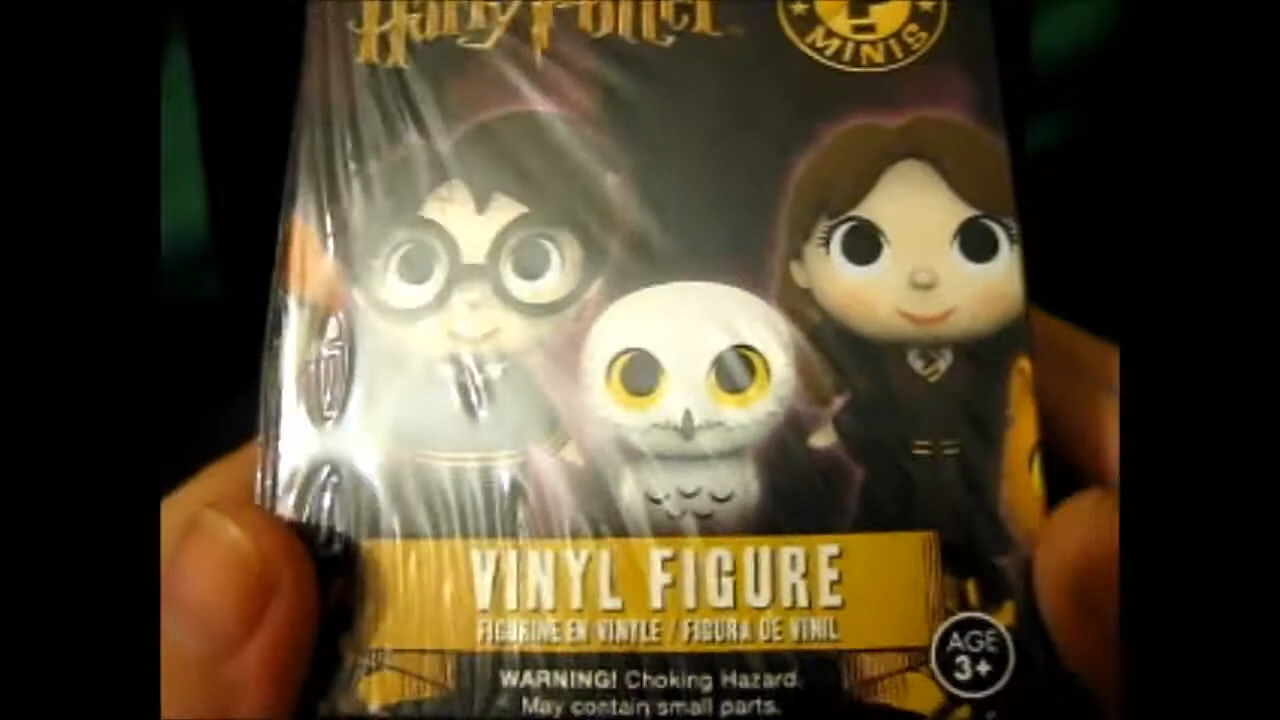 Harry Potter
MINIS
VINYL FIGURE
FIGURINE EN VINYLE / FIGURA DE VINIL
AGE
3+
WARNING! Choking Hazard.
May contain small parts.